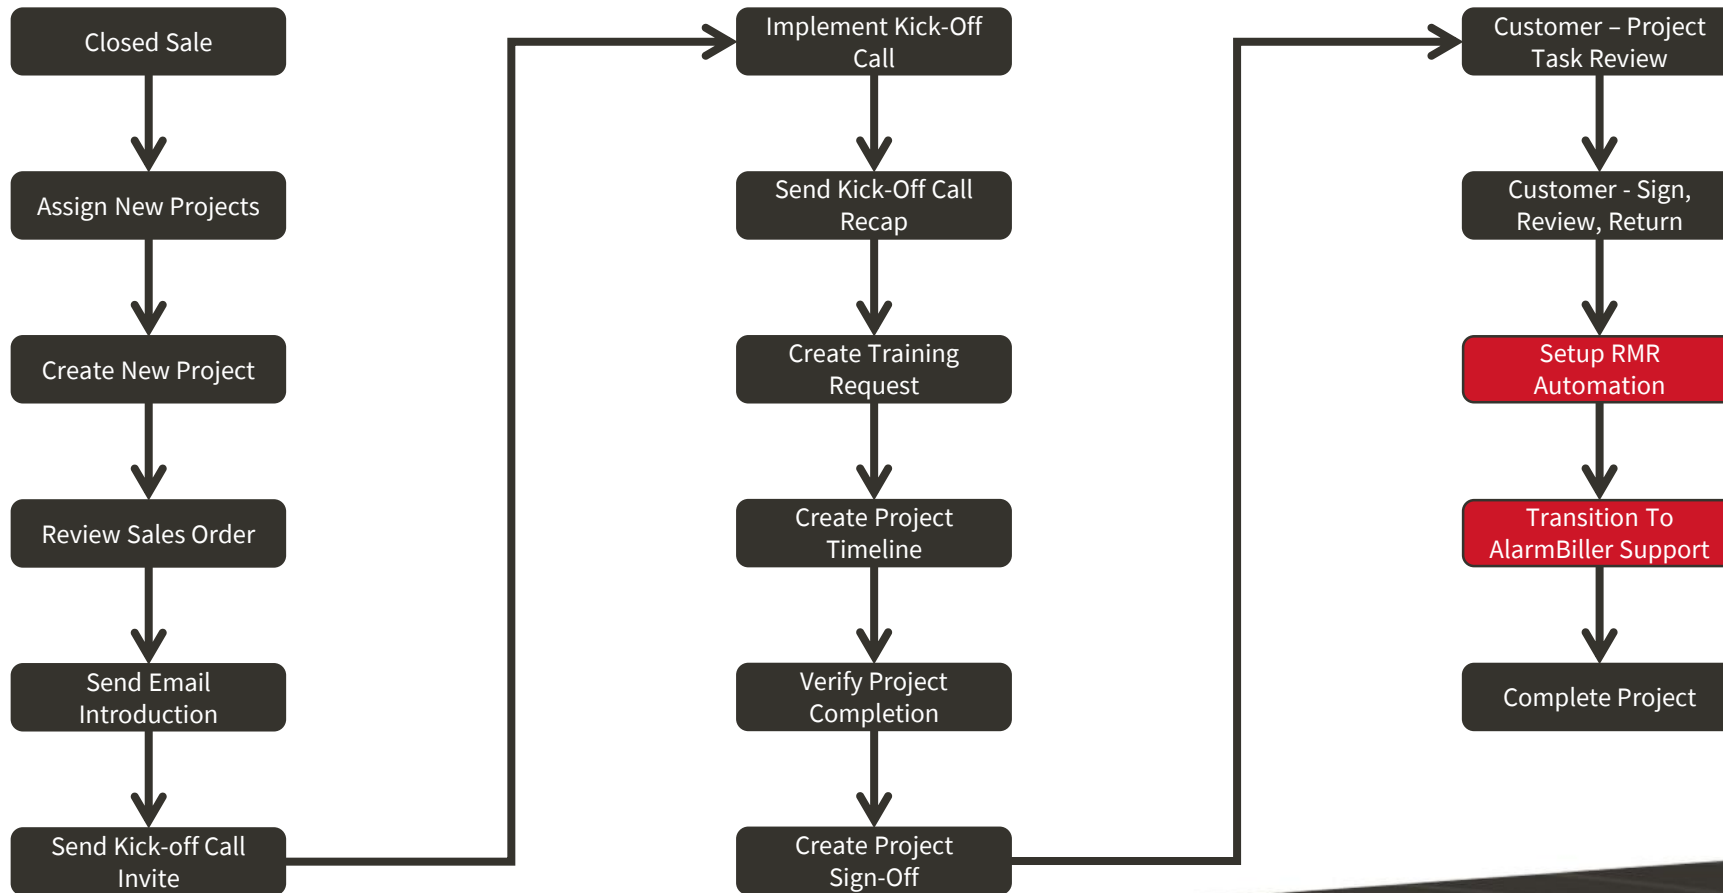 Closed Sale
Assign New Projects
Create New Project
Review Sales Order
Send Email
Introduction
Send Kick-off Call
Invite
Implement Kick-Off
Call
Send Kick-Off Call
Recap
Create Training
Request
Create Project
Timeline
Verify Project
Completion
Create Project
Sign-Off
Customer – Project
Task Review
Customer - Sign,
Review, Return
Setup RMR
Automation
Transition To
AlarmBiller Support
Complete Project